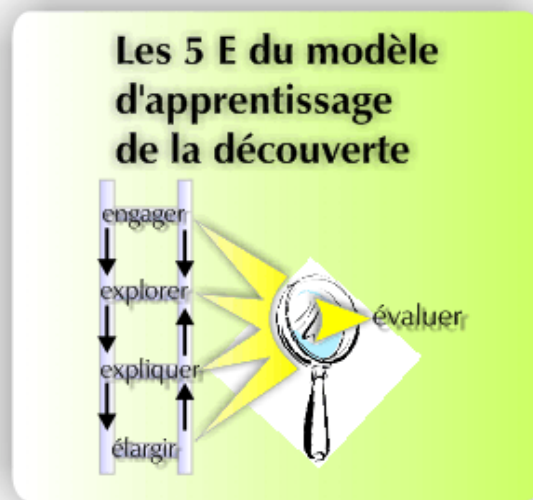 Les 5 E du modèle
d'apprentissage
de la découverte
engager
explorer
expliquer
élargir
évaluer